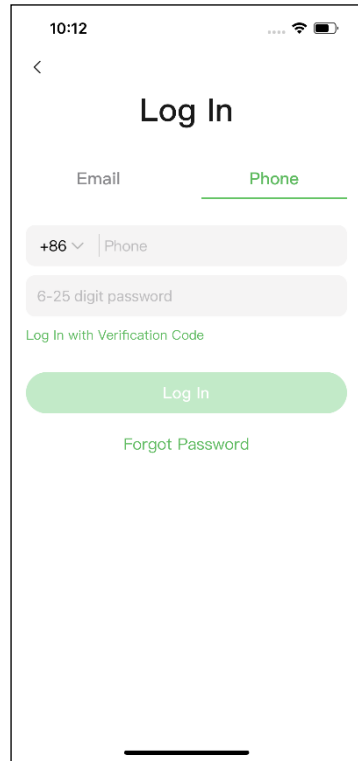 10:12
Log In
Email Phone
+86 Phone
6-25 digit password
Log In with Verification Code
Log In
Forgot Password